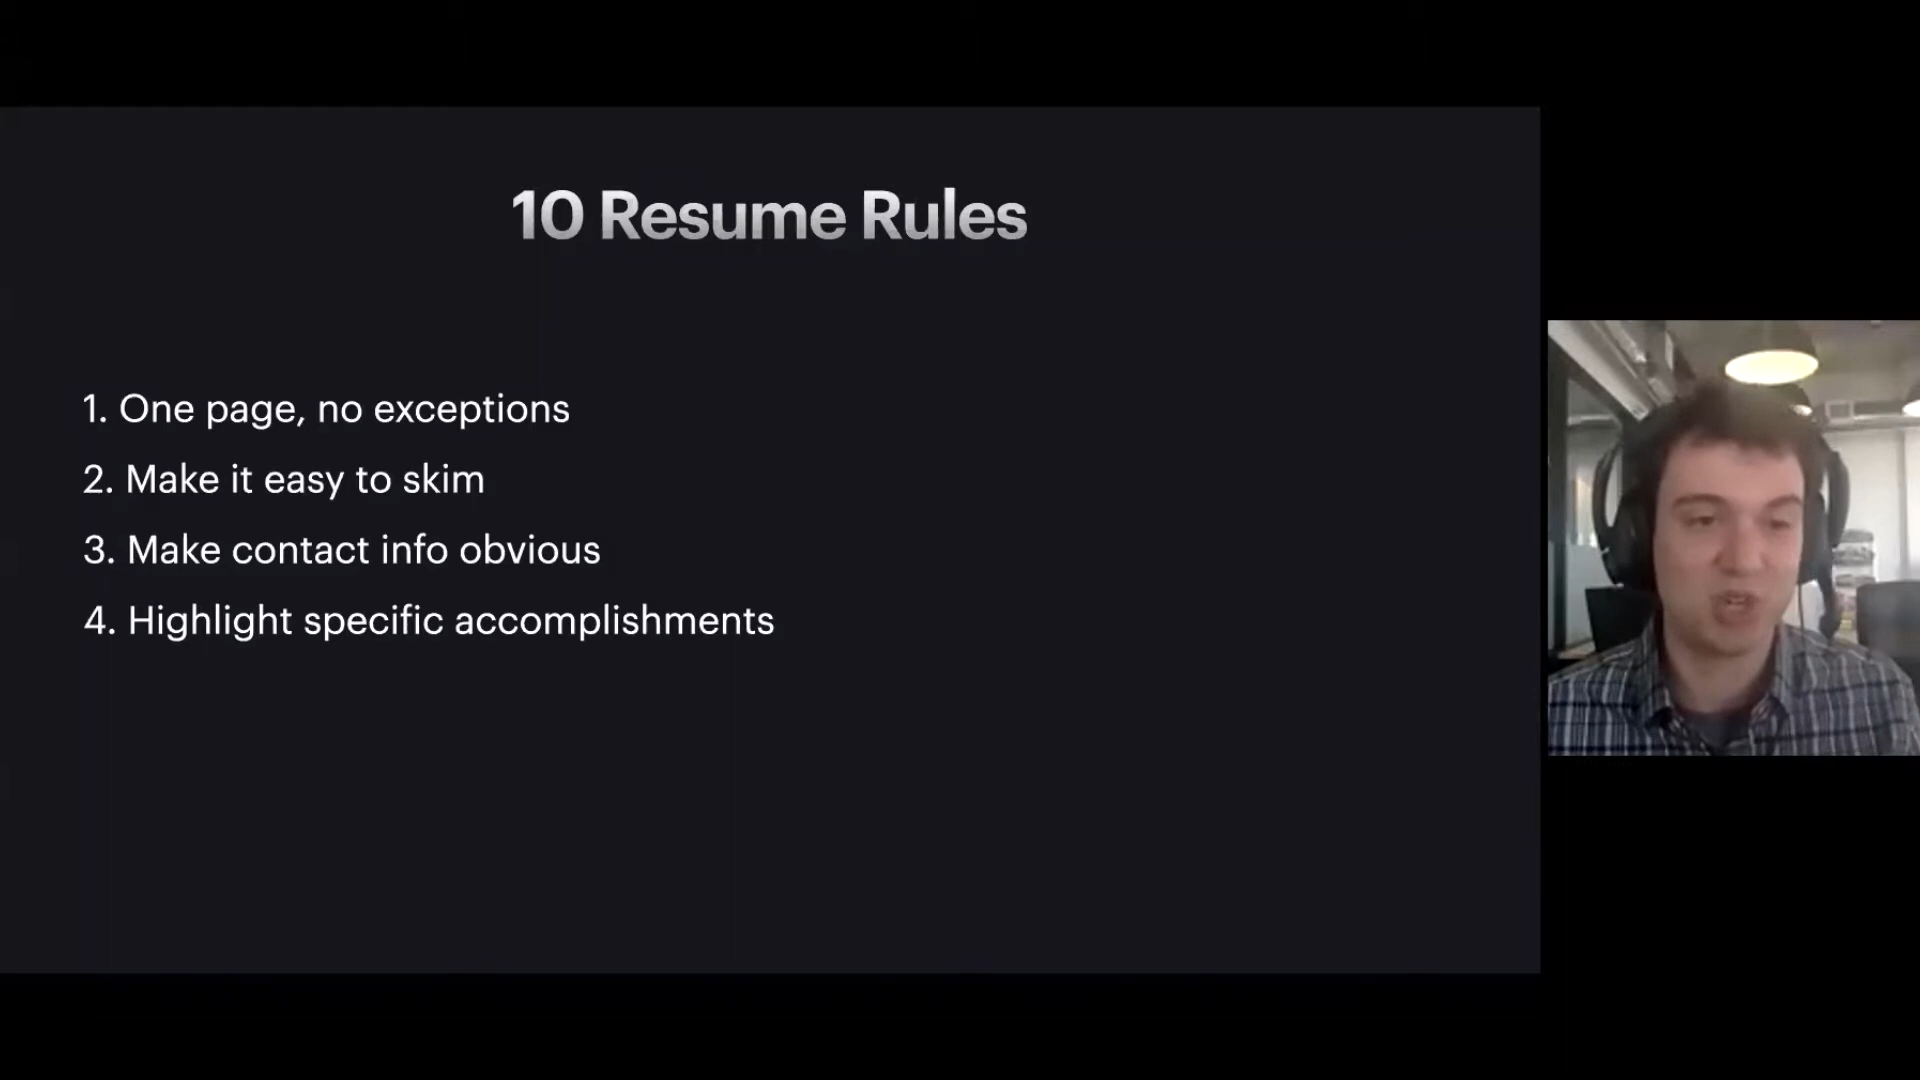 10 Resume Rules
1. One page, no exceptions
2. Make it easy to skim
3. Make contact info obvious
4. Highlight specific accomplishments